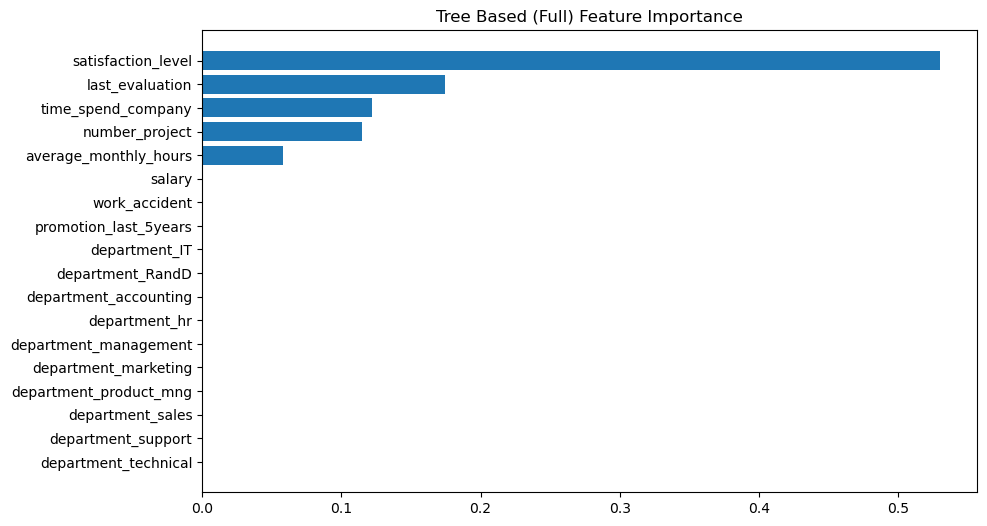 Tree Based (Full) Feature Importance
satisfaction_level
last_evaluation
time_spend_company
number_project
average_monthly_hours
salary
work_accident
promotion_last_5years
department_IT
department_RandD
department_accounting
department_hr
department_management
department_marketing
department_product_mng
department_sales
department_support
department_technical
0.0 0.1 0.2 0.3 0.4 0.5